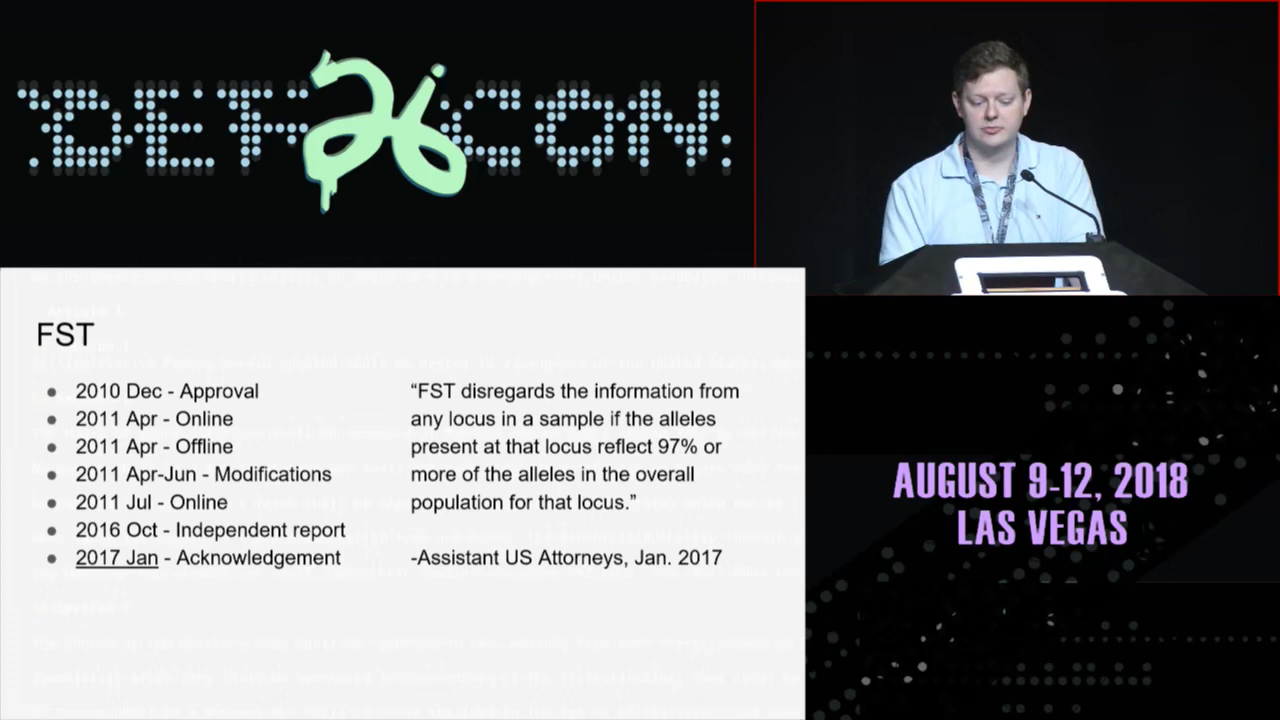 DEF CON
26
FST
2010 Dec - Approval
2011 Apr - Online
2011 Apr - Offline
2011 Apr-Jun - Modifications
2011 Jul - Online
2016 Oct - Independent report
2017 Jan - Acknowledgement
“FST disregards the information from
any locus in a sample if the alleles
present at that locus reflect 97% or
more of the alleles in the overall
population for that locus.”
-Assistant US Attorneys, Jan. 2017
AUGUST 9-12, 2018
LAS VEGAS